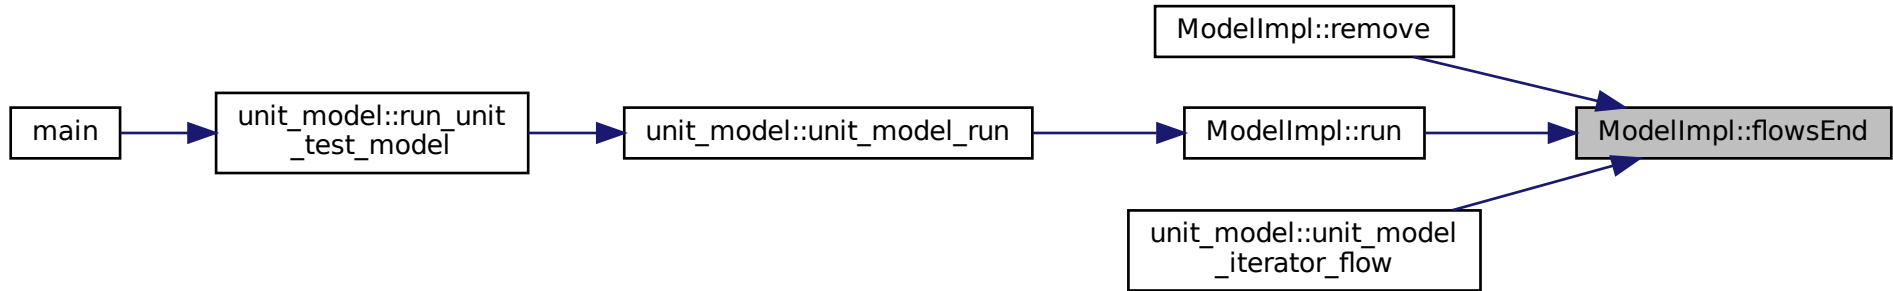 ModelImpl::remove
main
unit_model::run_unit
_test_model
unit_model::unit_model_run
ModelImpl::run
ModelImpl::flowsEnd
unit_model::unit_model
_iterator_flow